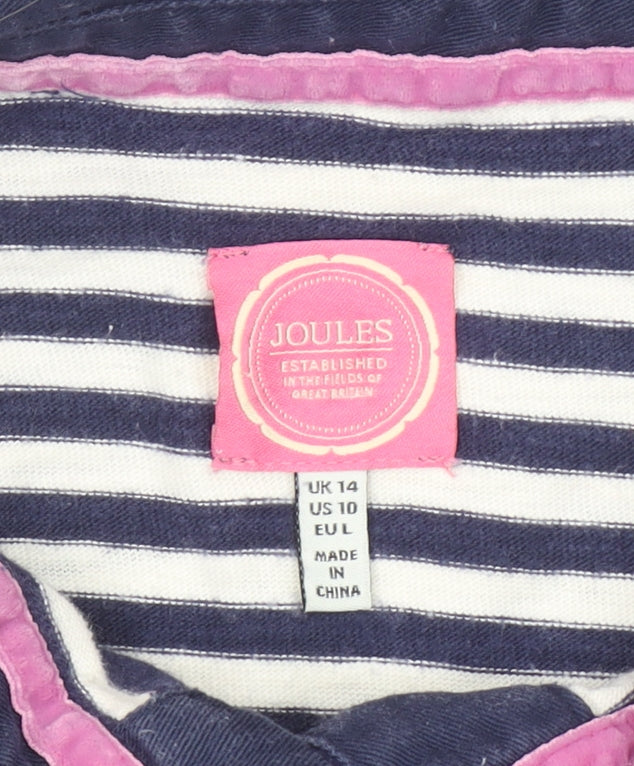 JOULES
ESTABLISHED
IN THE FIELDS OF
GREAT BRITAIN
UK 14
US 10
EU L
MADE
IN
CHINA